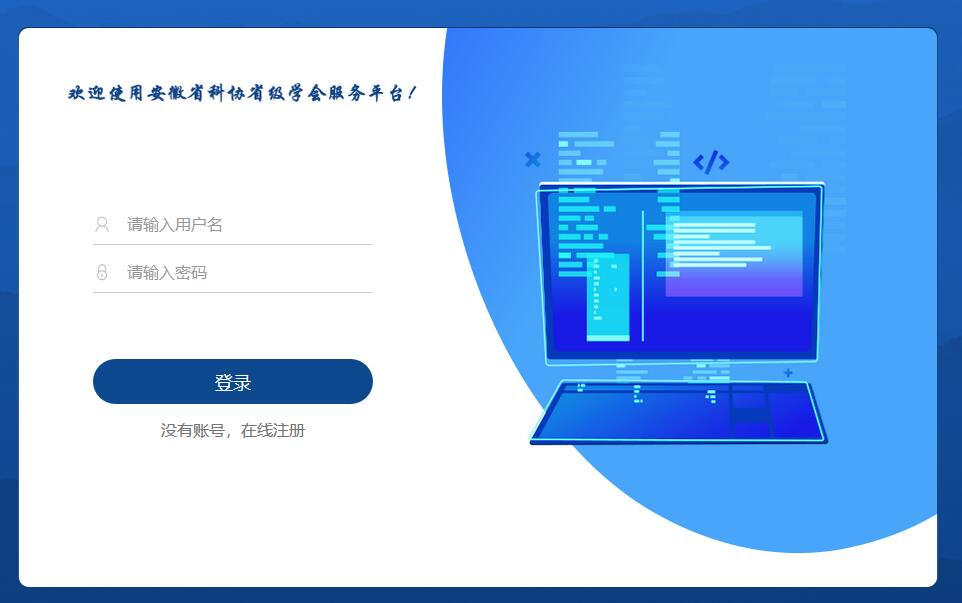 欢迎使用安徽省科协省级学会服务平台！
请输入用户名
请输入密码
登录
没有账号，在线注册